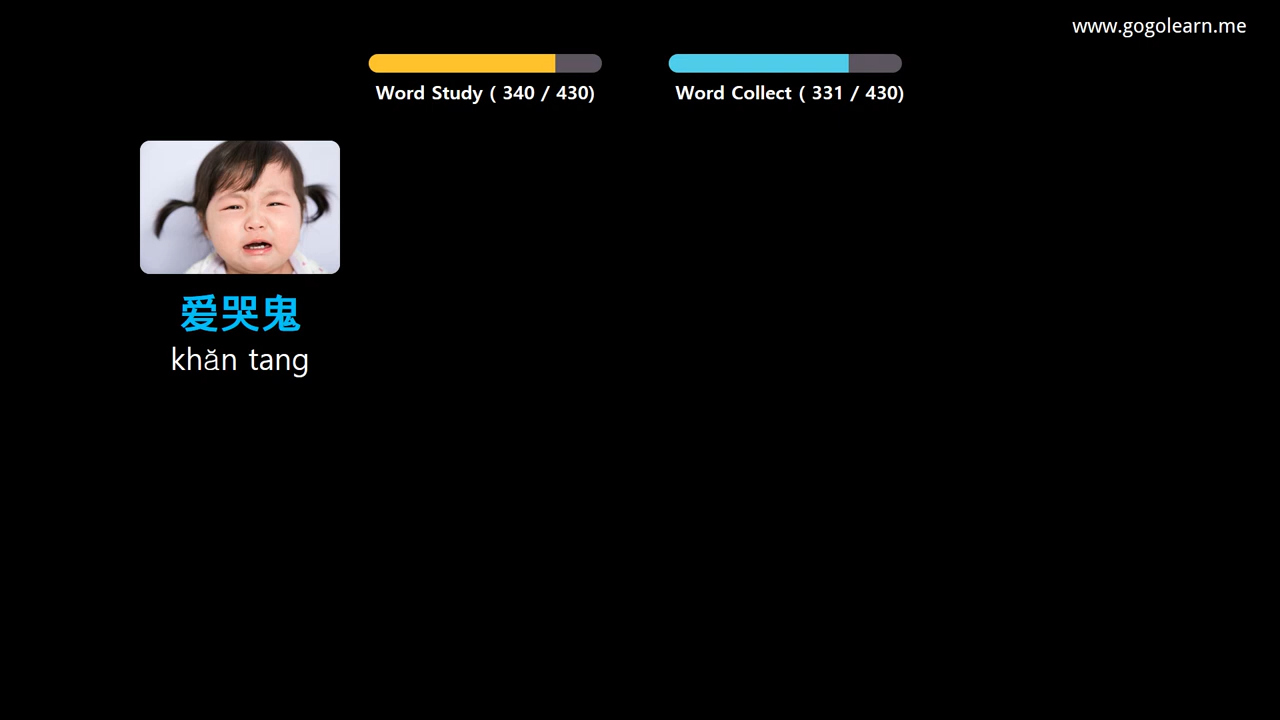 www.gogolearn.me
Word Study ( 340 / 430)
Word Collect ( 331 / 430)
爱哭鬼
khăn tang